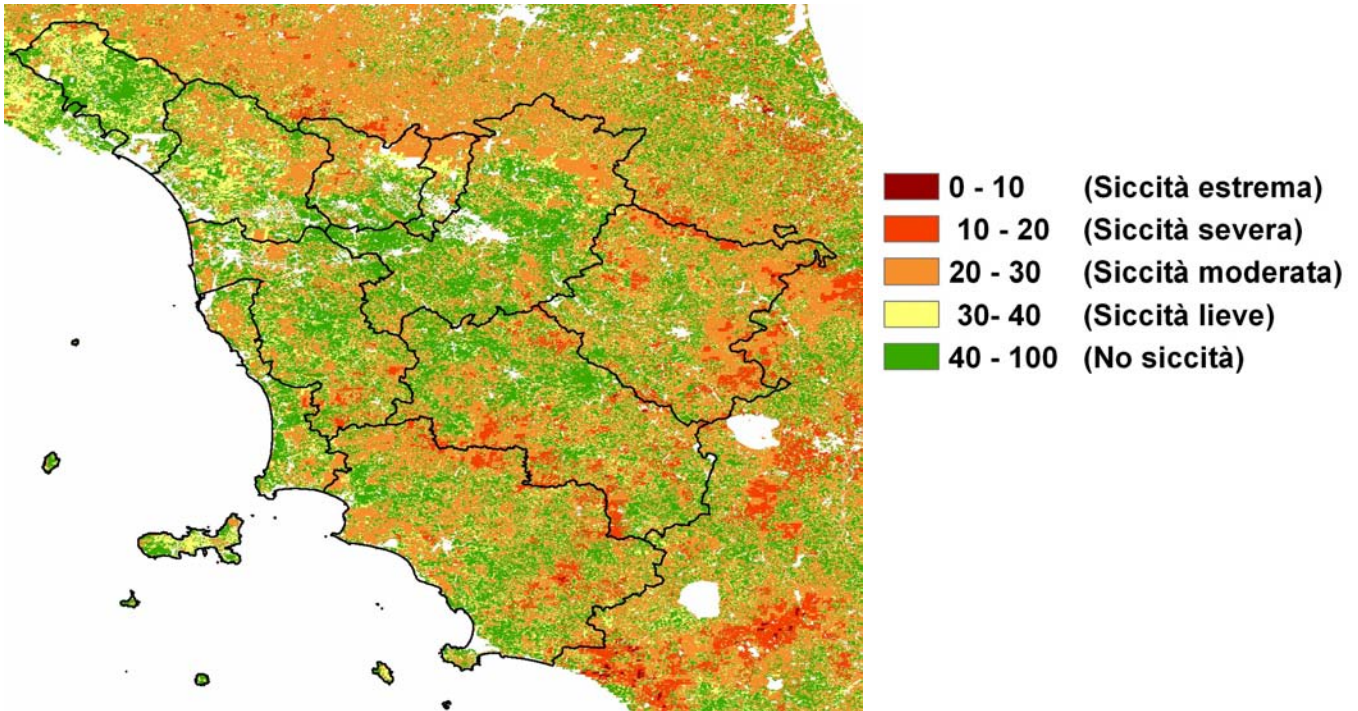 0 - 10 (Siccità estrema)
10 - 20 (Siccità severa)
20 - 30 (Siccità moderata)
30- 40 (Siccità lieve)
40 - 100 (No siccità)